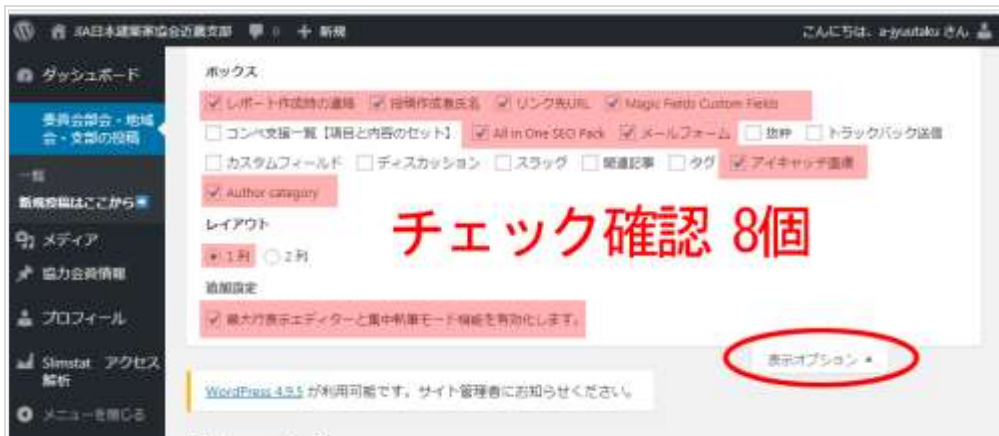 JIA日本建築家協会近畿支部 0 + 新規 こんにちは、a-jyuutaku さん
ダッシュボード
委員会部会・地域
会・支部の投稿
一覧
新規投稿はここから
メディア
協力会員情報
プロフィール
Slimstat アクセス
解析
メニューを閉じる
ボックス
レポート作成時の連絡 投稿作成者氏名 リンク先URL Magic Fields Custom Fields
コンペ支援一覧【項目と内容のセット】 All in One SEO Pack メールフォーム 抜粋 トラックバック送信
カスタムフィールド ディスカッション スラッグ 関連記事 タグ アイキャッチ画像
Author category
レイアウト
1列 2列
チェック確認 8個
追加設定
最大行表示エディターと集中執筆モード機能を有効化します。
表示オプション ▲
WordPress 4.9.5 が利用可能です。サイト管理者にお知らせください。